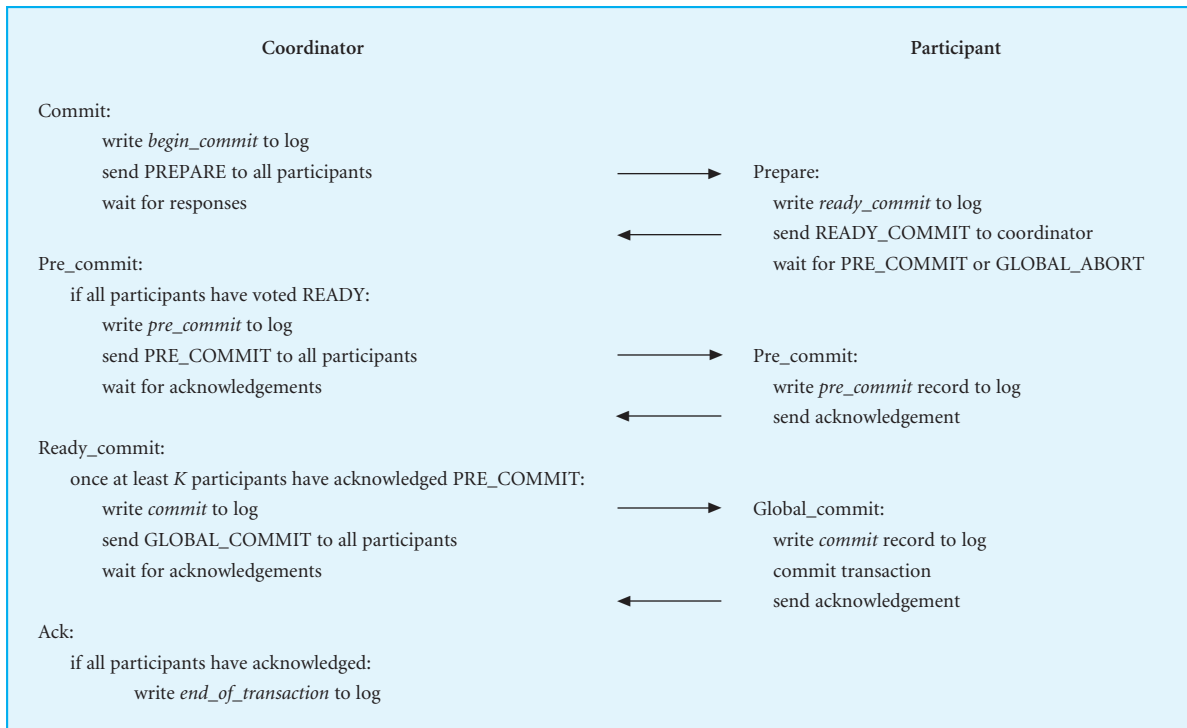 Coordinator
Participant
Commit:
write begin_commit to log
send PREPARE to all participants
wait for responses
Prepare:
write ready_commit to log
send READY_COMMIT to coordinator
wait for PRE_COMMIT or GLOBAL_ABORT
Pre_commit:
if all participants have voted READY:
write pre_commit to log
send PRE_COMMIT to all participants
wait for acknowledgements
Pre_commit:
write pre_commit record to log
send acknowledgement
Ready_commit:
once at least K participants have acknowledged PRE_COMMIT:
write commit to log
send GLOBAL_COMMIT to all participants
wait for acknowledgements
Global_commit:
write commit record to log
commit transaction
send acknowledgement
Ack:
if all participants have acknowledged:
write end_of_transaction to log